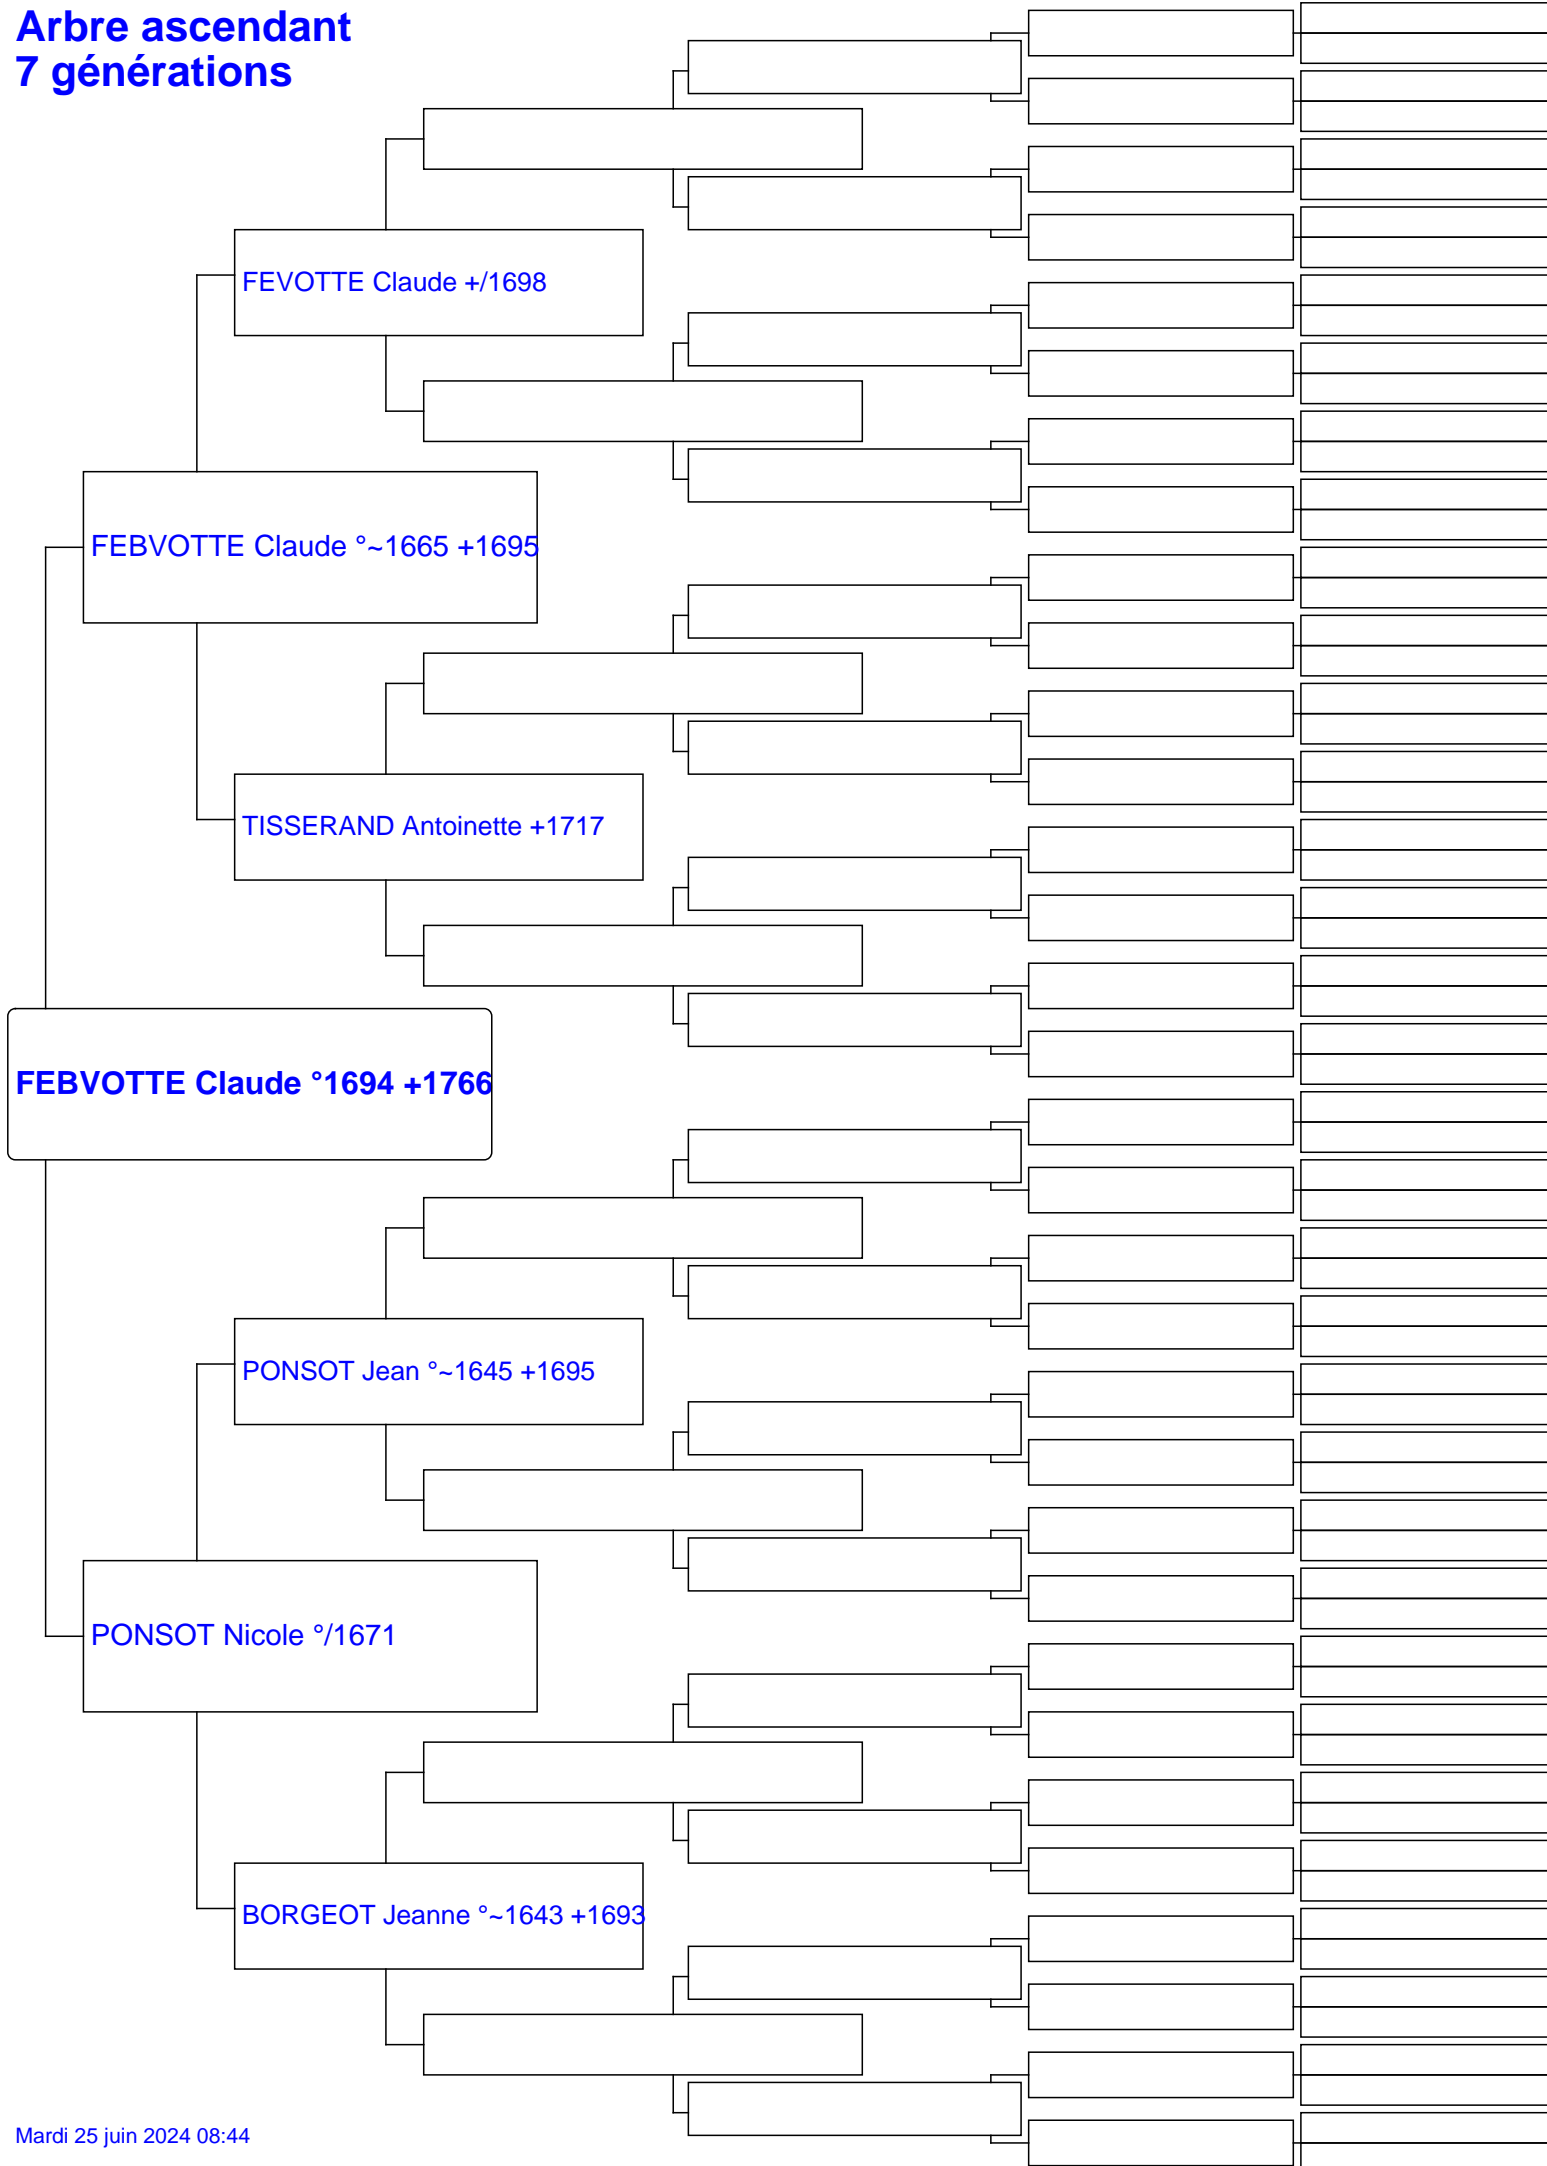 Arbre ascendant
7 générations
FEVOTTE Claude +/1698
FEBVOTTE Claude °~1665 +1695
TISSERAND Antoinette +1717
FEBVOTTE Claude °1694 +1766
PONSOT Jean °~1645 +1695
PONSOT Nicole °/1671
BORGEOT Jeanne °~1643 +1693
Mardi 25 juin 2024 08:44